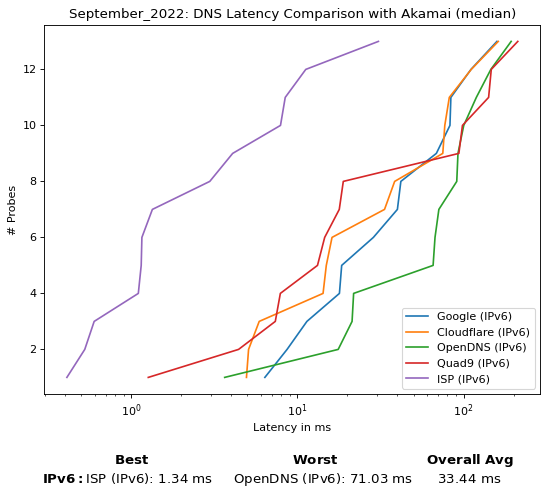 September_2022: DNS Latency Comparison with Akamai (median)
12
10
8
6
4
2
# Probes
Google (IPv6)
Cloudflare (IPv6)
OpenDNS (IPv6)
Quad9 (IPv6)
ISP (IPv6)
10⁰ 10¹ 10²
Latency in ms
Best Worst Overall Avg
IPv6: ISP (IPv6): 1.34 ms OpenDNS (IPv6): 71.03 ms 33.44 ms